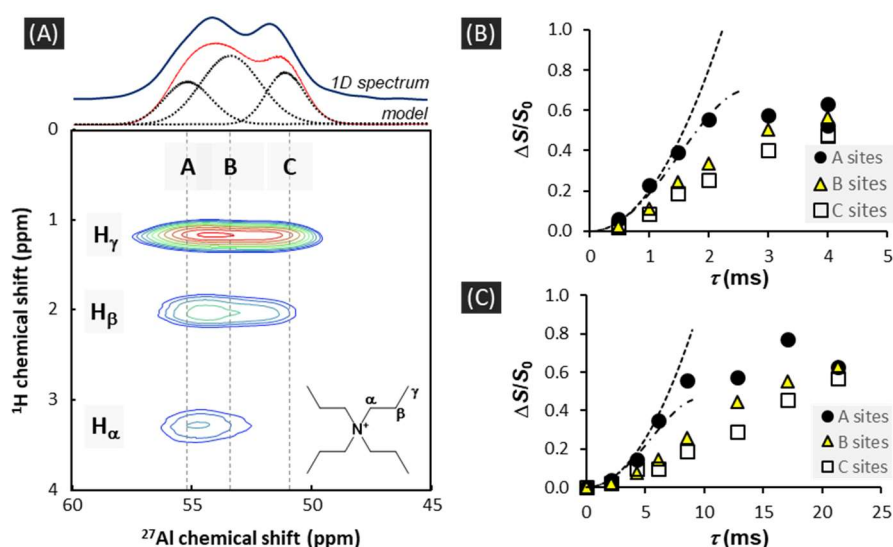 (A)
1D spectrum
model
0
1
2
3
4
¹H chemical shift (ppm)
A B C
Hγ
Hβ
Hα
α
β
γ
N⁺
60 55 50 45
²⁷Al chemical shift (ppm)
(B)
ΔS/S₀
1.0
0.8
0.6
0.4
0.2
0.0
A sites
B sites
C sites
0 1 2 3 4 5
τ (ms)
(C)
ΔS/S₀
1.0
0.8
0.6
0.4
0.2
0.0
A sites
B sites
C sites
0 5 10 15 20 25
τ (ms)